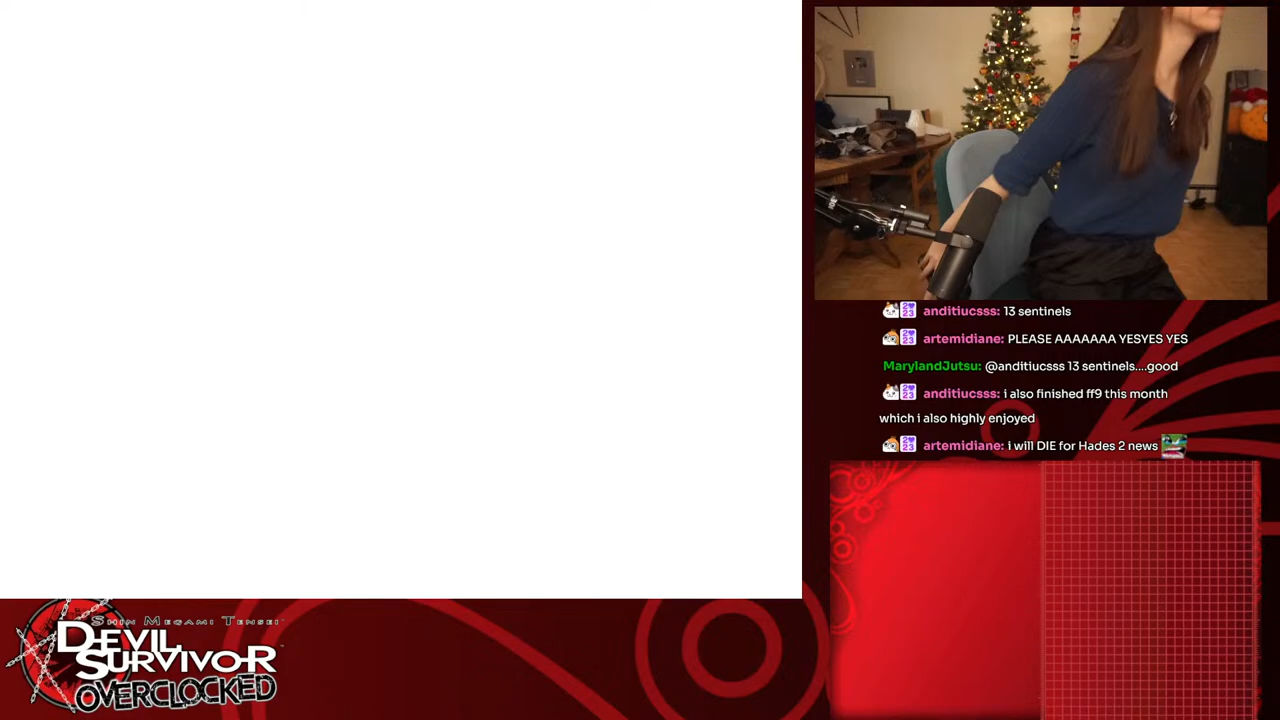 anditiucsss: 13 sentinels
artemidiane: PLEASE AAAAAAA YESYES YES
MarylandJutsu: @anditiucsss 13 sentinels....good
anditiucsss: i also finished ff9 this month
which i also highly enjoyed
artemidiane: i will DIE for Hades 2 news
SHIN MEGAMI TENSEI
DEVIL
SURVIVOR
OVERCLOCKED